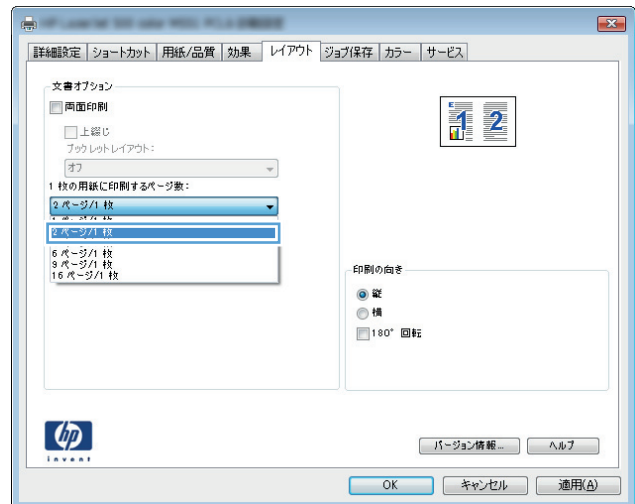 詳細設定 ショートカット 用紙/品質 効果 レイアウト ジョブ保存 カラー サービス
文書オプション
両面印刷
上綴じ
ブックレットレイアウト:
オフ
1 枚の用紙に印刷するページ数:
2 ページ/1 枚
2 ページ/1 枚
6 ページ/1 枚
9 ページ/1 枚
16 ページ/1 枚
1 2
印刷の向き
縦
横
180° 回転
hp
invent
バージョン情報... ヘルプ
OK キャンセル 適用(A)